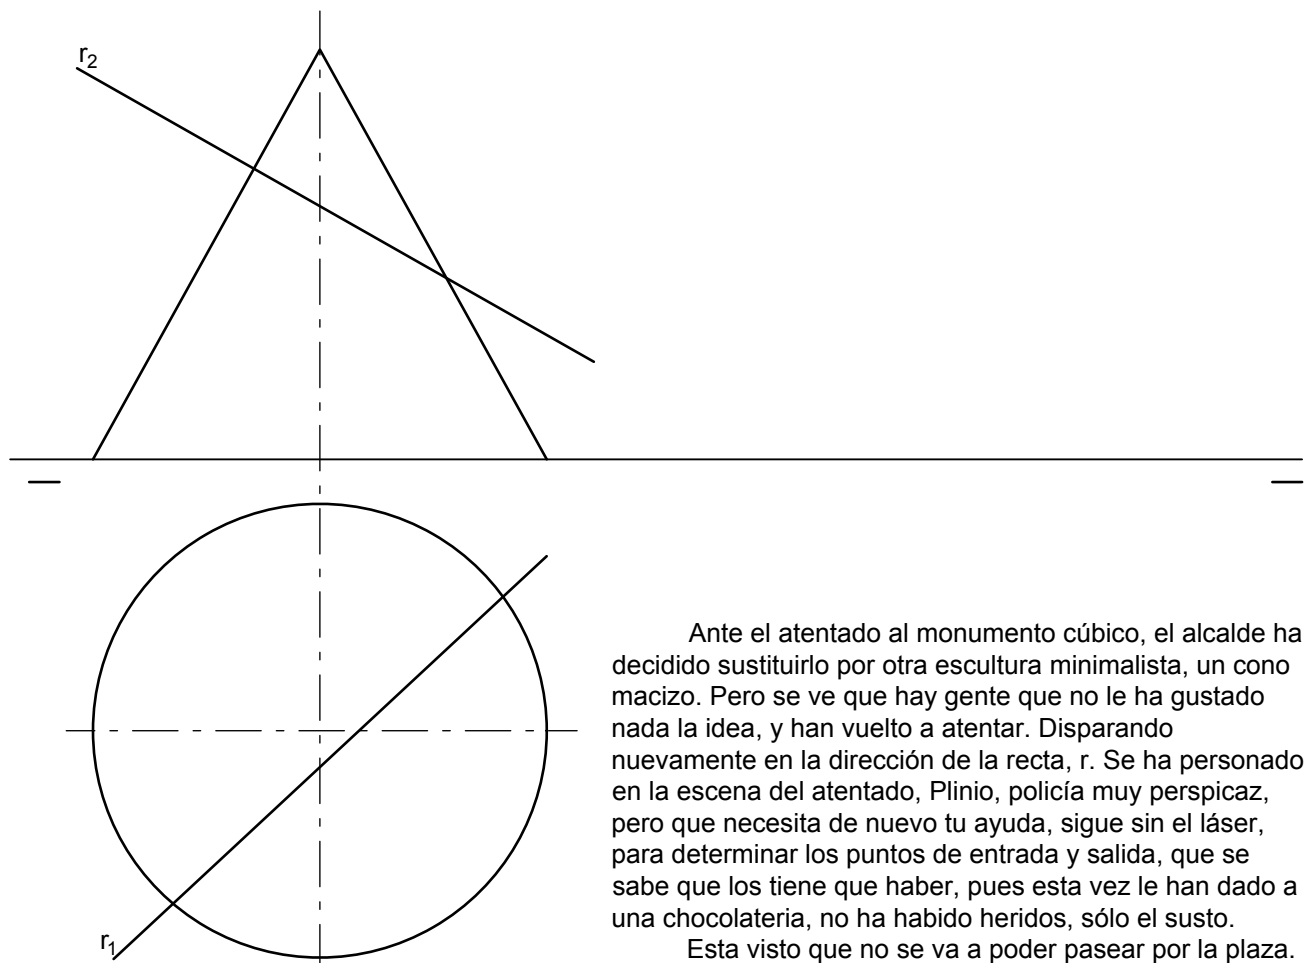 r2
r1
Ante el atentado al monumento cúbico, el alcalde ha
decidido sustituirlo por otra escultura minimalista, un cono
macizo. Pero se ve que hay gente que no le ha gustado
nada la idea, y han vuelto a atentar. Disparando
nuevamente en la dirección de la recta, r. Se ha personado
en la escena del atentado, Plinio, policía muy perspicaz,
pero que necesita de nuevo tu ayuda, sigue sin el láser,
para determinar los puntos de entrada y salida, que se
sabe que los tiene que haber, pues esta vez le han dado a
una chocolateria, no ha habido heridos, sólo el susto.
Esta visto que no se va a poder pasear por la plaza.